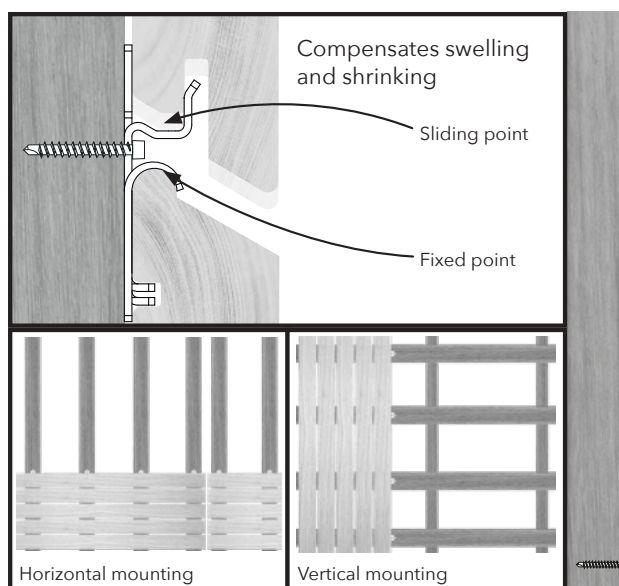 Compensates swelling
and shrinking
Sliding point
Fixed point
Horizontal mounting
Vertical mounting